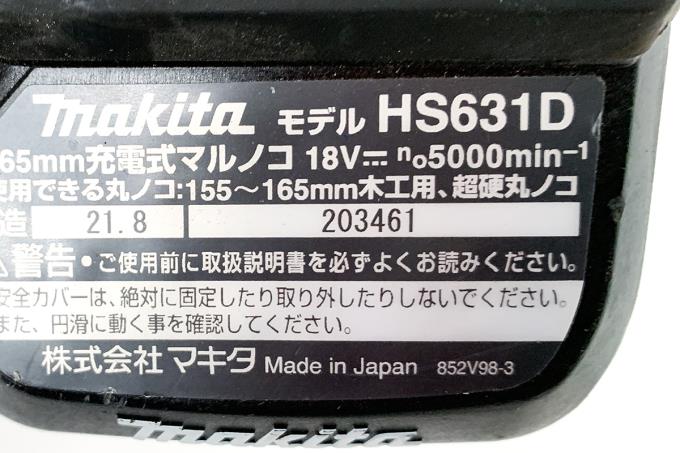 makita モデル HS631D
65mm充電式マルノコ 18V⎓ n₀5000min⁻¹
使用できる丸ノコ:155～165mm木工用、超硬丸ノコ
造 21.8 203461
⚠警告・ご使用前に取扱説明書を必ずよくお読みください。
安全カバーは、絶対に固定したり取り外したりしないでください。
また、円滑に動く事を確認してください。
株式会社 マキタ Made in Japan 852V98-3
makita